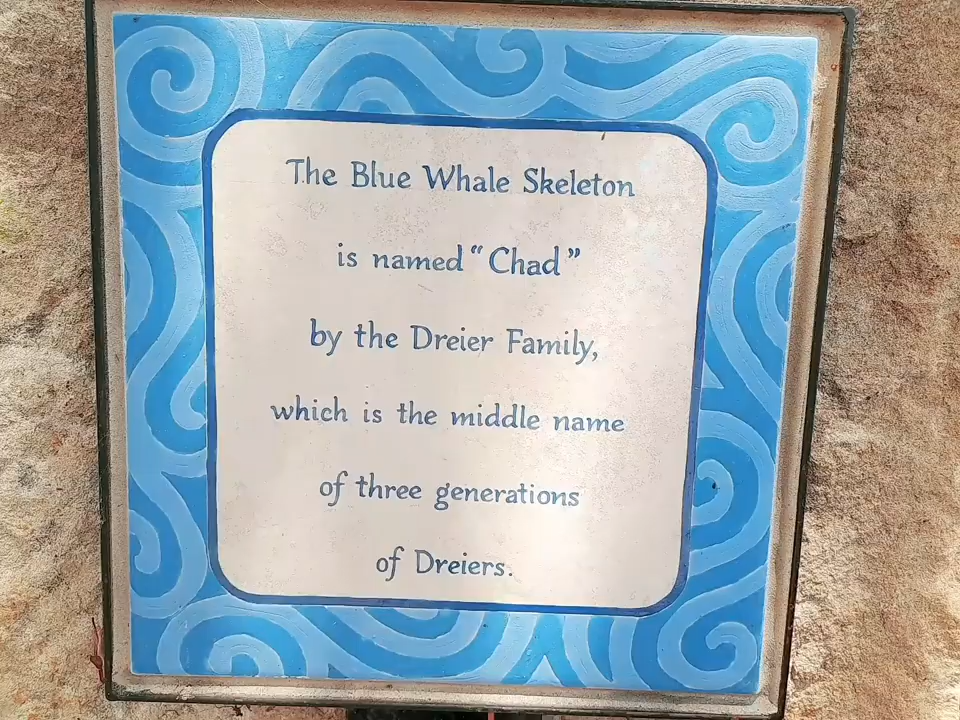 The Blue Whale Skeleton
is named "Chad"
by the Dreier Family,
which is the middle name
of three generations
of Dreiers.